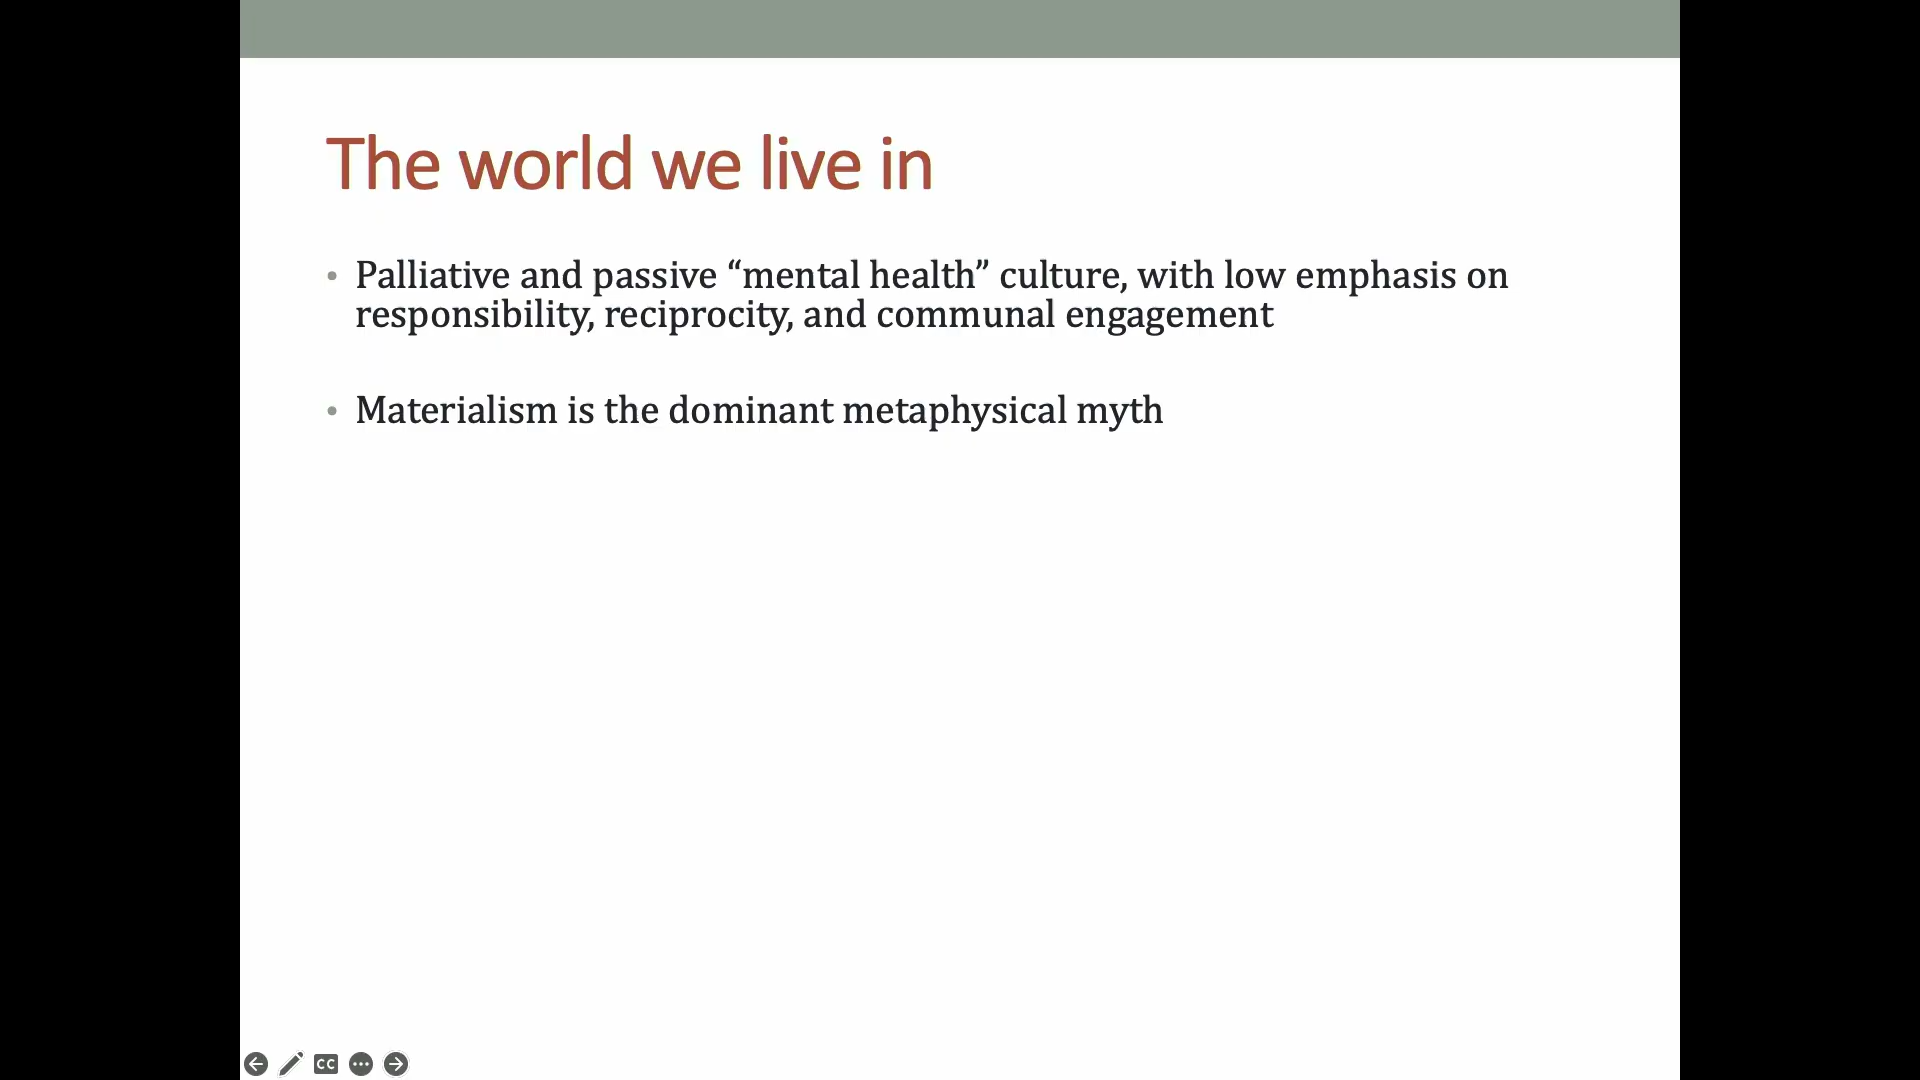 The world we live in
• Palliative and passive “mental health” culture, with low emphasis on
responsibility, reciprocity, and communal engagement
• Materialism is the dominant metaphysical myth
CC